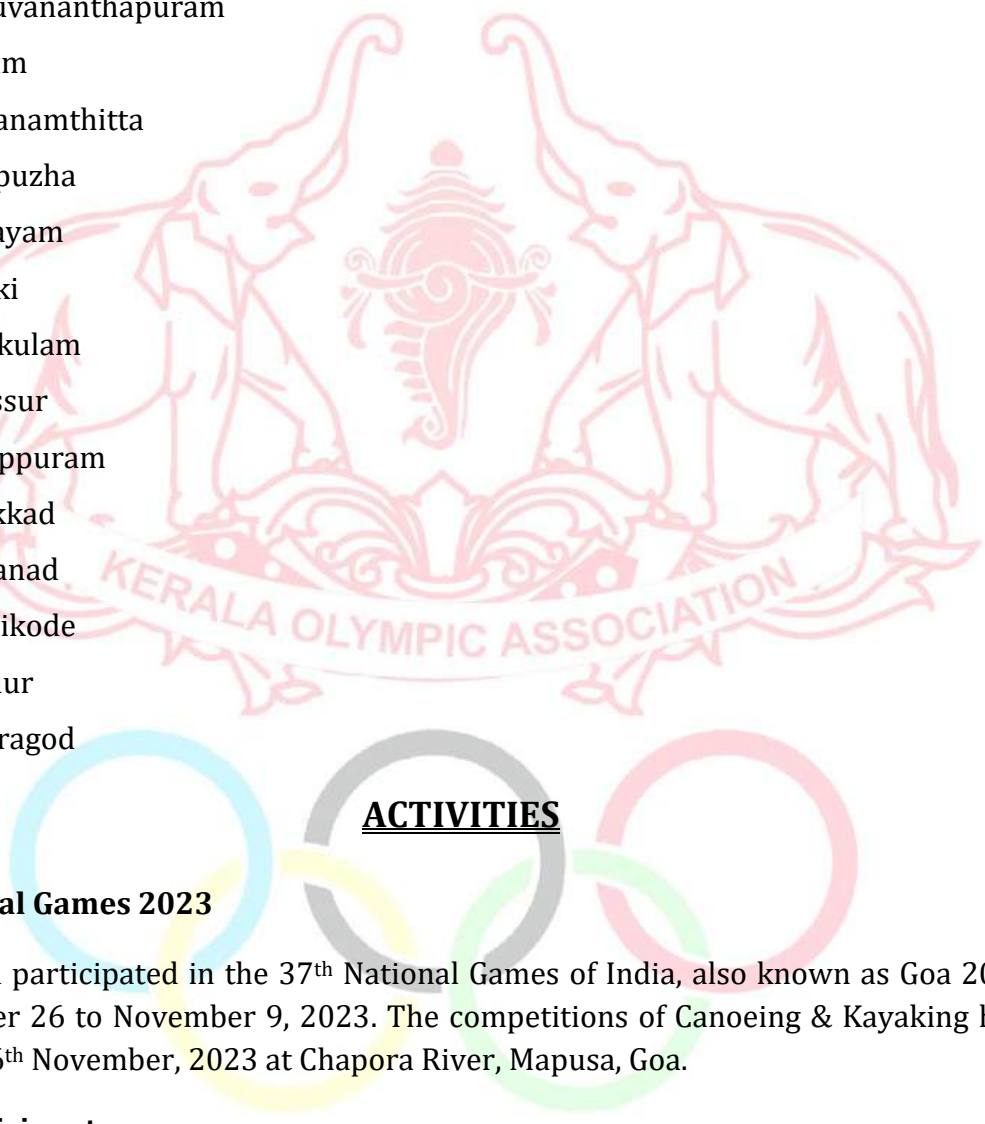 uvananthapuram
m
anamthitta
puzha
ayam
ki
kulam
ssur
ppuram
kkad
anad
ikode
ur
ragod
KERALA OLYMPIC ASSOCIATION
ACTIVITIES
al Games 2023
participated in the 37th National Games of India, also known as Goa 20
er 26 to November 9, 2023. The competitions of Canoeing & Kayaking h
5th November, 2023 at Chapora River, Mapusa, Goa.